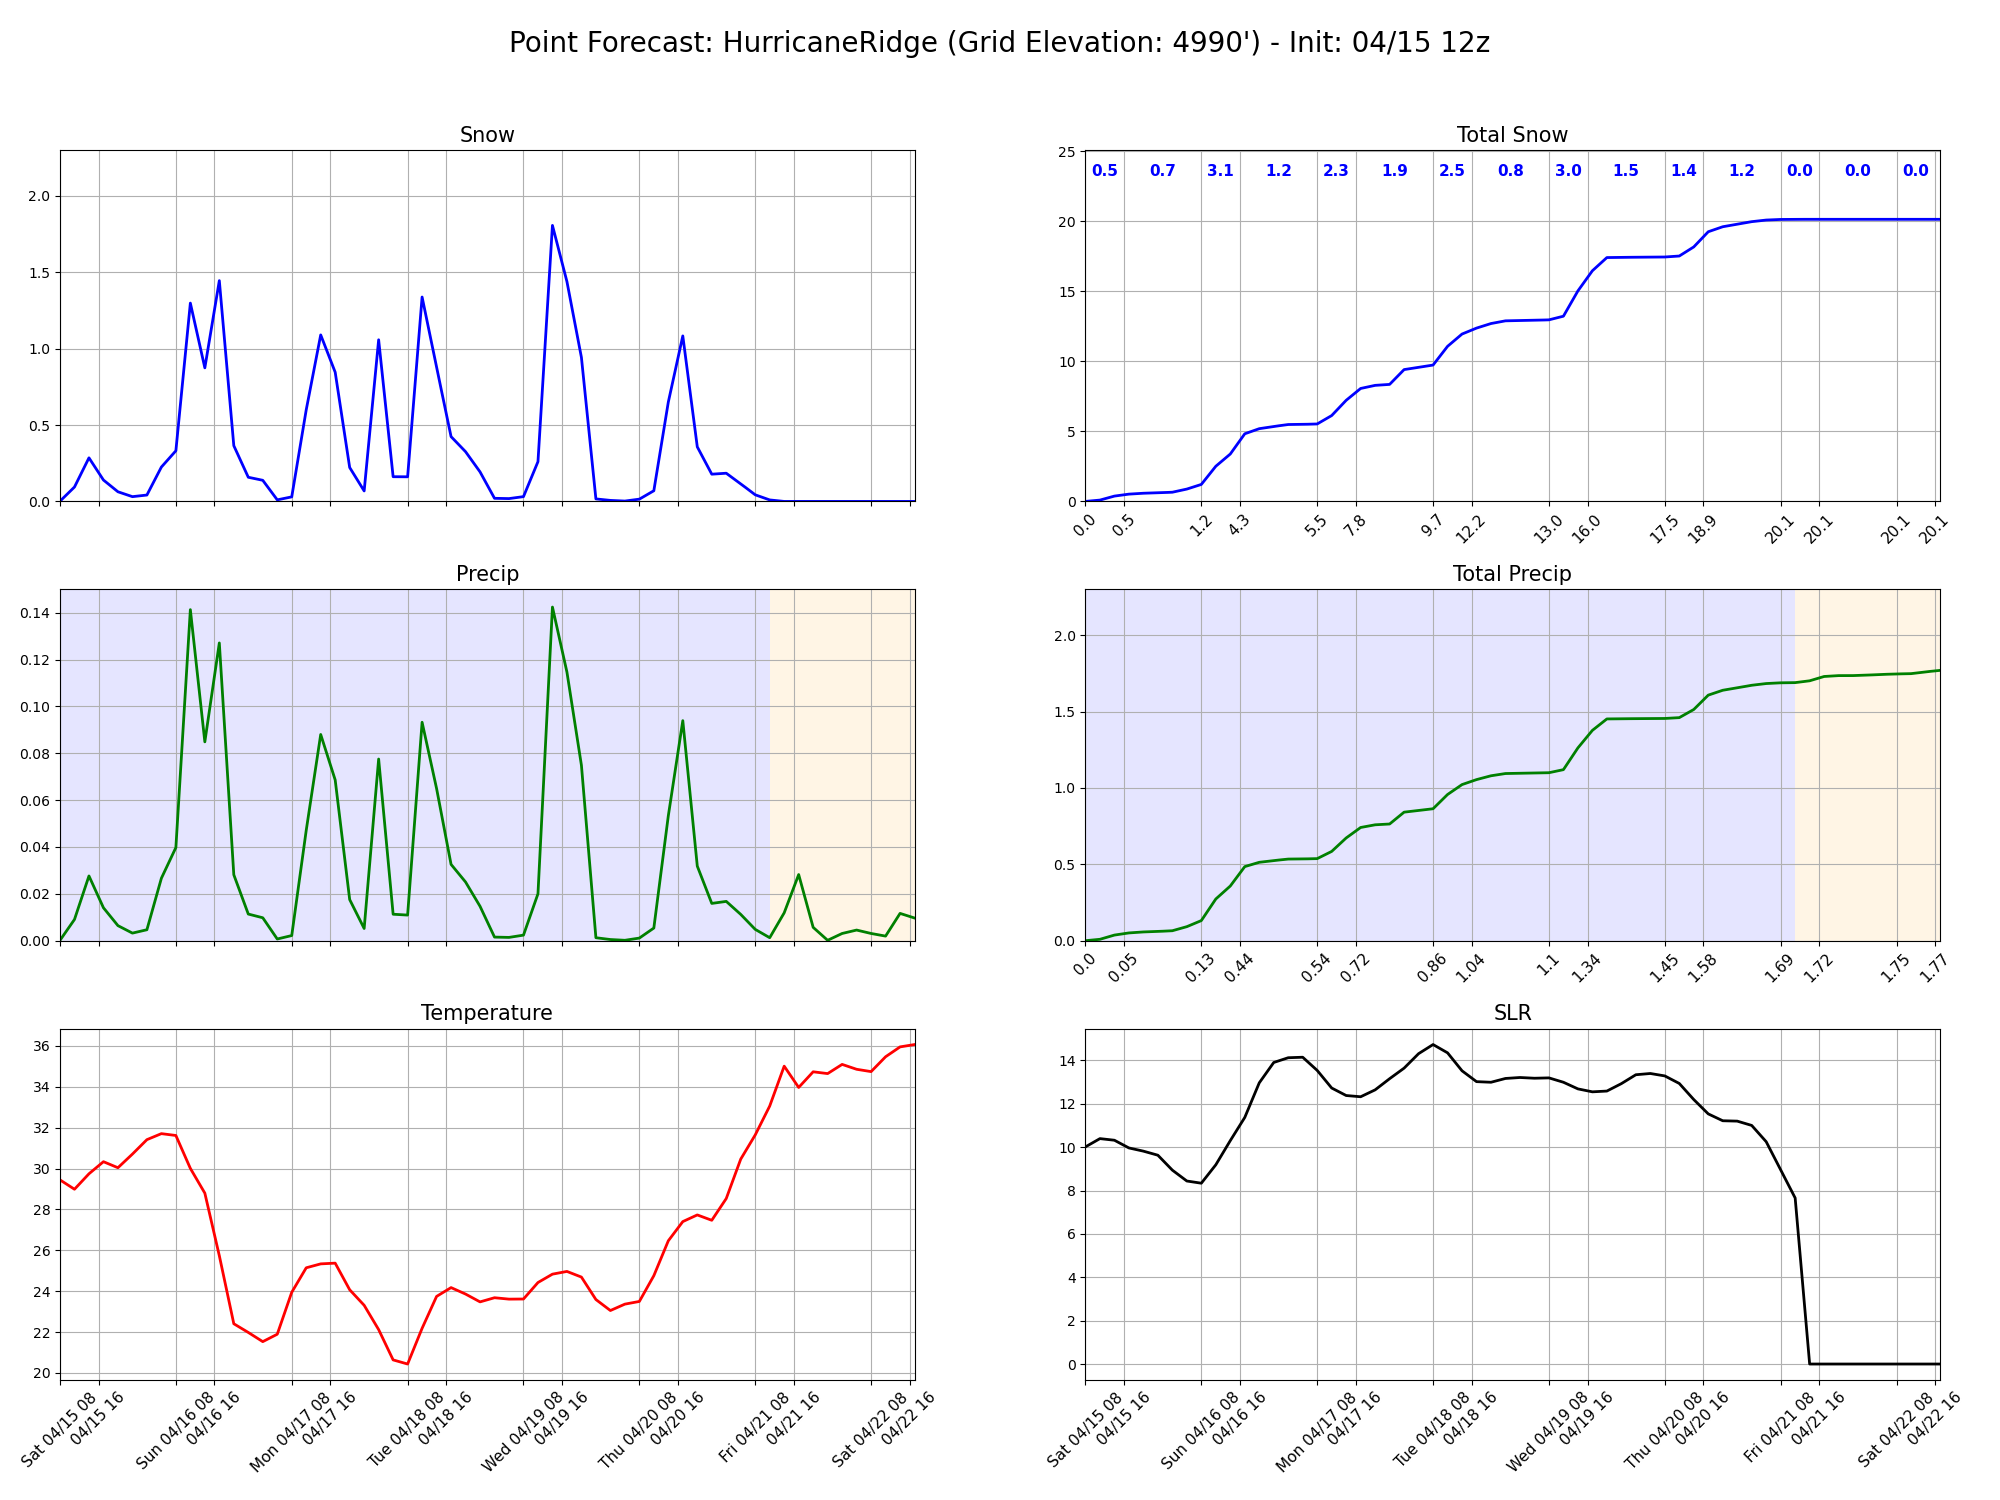 Point Forecast: HurricaneRidge (Grid Elevation: 4990') - Init: 04/15 12z
Snow
2.0
1.5
1.0
0.5
0.0
Total Snow
25
20
15
10
5
0
0.5 0.7 3.1 1.2 2.3 1.9 2.5 0.8 3.0 1.5 1.4 1.2 0.0 0.0 0.0
0.0 0.5 1.2 4.3 5.5 7.8 9.7 12.2 13.0 16.0 17.5 18.9 20.1 20.1 20.1 20.1
Precip
0.14
0.12
0.10
0.08
0.06
0.04
0.02
0.00
Total Precip
2.0
1.5
1.0
0.5
0.0
0.0 0.05 0.13 0.44 0.54 0.72 0.86 1.04 1.1 1.34 1.45 1.58 1.69 1.72 1.75 1.77
Temperature
36
34
32
30
28
26
24
22
20
Sat 04/15 08
04/15 16
Sun 04/16 08
04/16 16
Mon 04/17 08
04/17 16
Tue 04/18 08
04/18 16
Wed 04/19 08
04/19 16
Thu 04/20 08
04/20 16
Fri 04/21 08
04/21 16
Sat 04/22 08
04/22 16
SLR
14
12
10
8
6
4
2
0
Sat 04/15 08
04/15 16
Sun 04/16 08
04/16 16
Mon 04/17 08
04/17 16
Tue 04/18 08
04/18 16
Wed 04/19 08
04/19 16
Thu 04/20 08
04/20 16
Fri 04/21 08
04/21 16
Sat 04/22 08
04/22 16